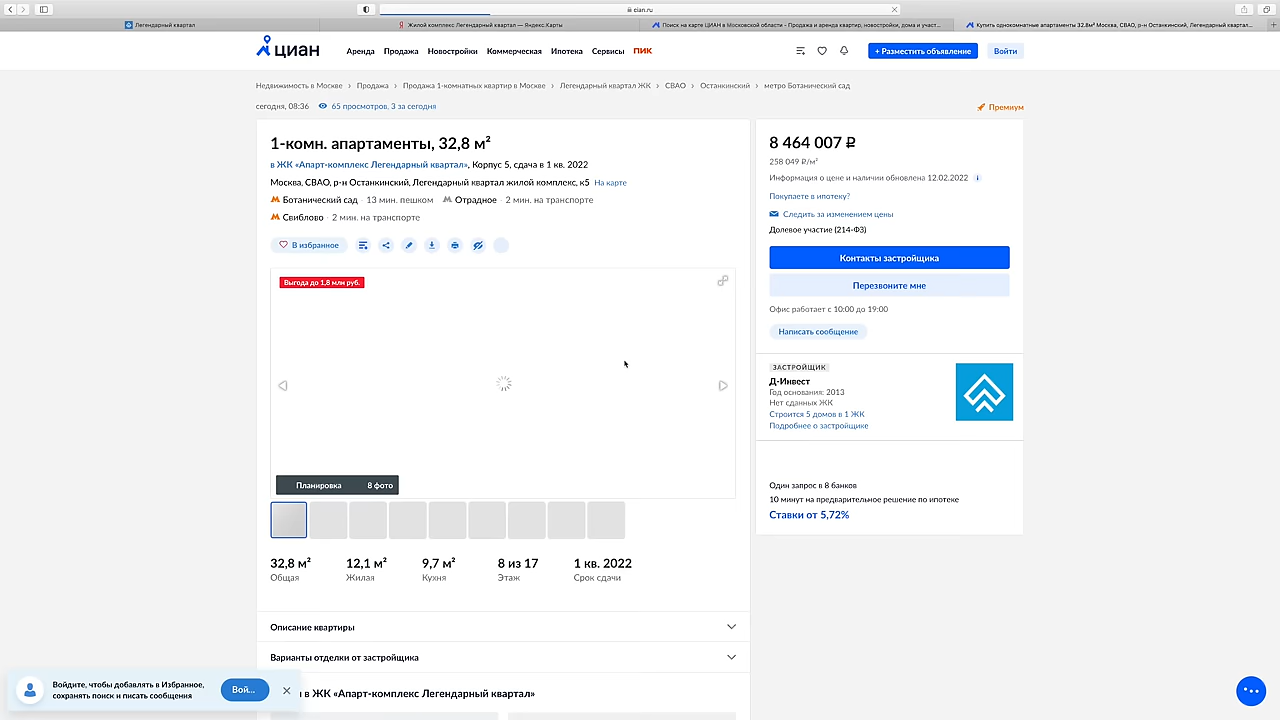 cian.ru
Легендарный квартал
Жилой комплекс Легендарный квартал — Яндекс.Карты
Поиск на карте ЦИАН в Московской области - Продажа и аренда квартир, новостройки, дома и участ...
Купить однокомнатные апартаменты 32.8м² Москва, СВАО, р-н Останкинский, Легендарный квартал...
циан
Аренда Продажа Новостройки Коммерческая Ипотека Сервисы ПИК
+ Разместить объявление
Войти
Недвижимость в Москве › Продажа › Продажа 1-комнатных квартир в Москве › Легендарный квартал ЖК › СВАО › Останкинский › метро Ботанический сад
сегодня, 08:36 65 просмотров, 3 за сегодня
Премиум
1-комн. апартаменты, 32,8 м²
в ЖК «Апарт-комплекс Легендарный квартал», Корпус 5, сдача в 1 кв. 2022
Москва, СВАО, р-н Останкинский, Легендарный квартал жилой комплекс, к5 На карте
Ботанический сад · 13 мин. пешком Отрадное · 2 мин. на транспорте
Свиблово · 2 мин. на транспорте
В избранное
Выгода до 1,8 млн руб.
Планировка 8 фото
32,8 м² 12,1 м² 9,7 м² 8 из 17 1 кв. 2022
Общая Жилая Кухня Этаж Срок сдачи
Описание квартиры
Варианты отделки от застройщика
в ЖК «Апарт-комплекс Легендарный квартал»
8 464 007 ₽
258 049 ₽/м²
Информация о цене и наличии обновлена 12.02.2022
Покупаете в ипотеку?
Следить за изменением цены
Долевое участие (214-ФЗ)
Контакты застройщика
Перезвоните мне
Офис работает с 10:00 до 19:00
Написать сообщение
ЗАСТРОЙЩИК
Д-Инвест
Год основания: 2013
Нет сданных ЖК
Строится 5 домов в 1 ЖК
Подробнее о застройщике
Один запрос в 8 банков
10 минут на предварительное решение по ипотеке
Ставки от 5,72%
Войдите, чтобы добавлять в Избранное,
сохранять поиск и писать сообщения
Вой...